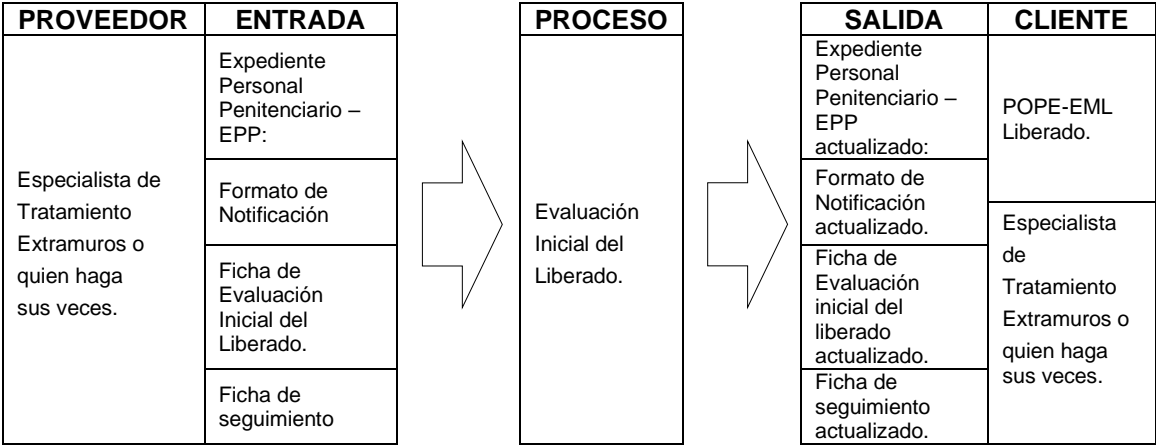 PROVEEDOR
ENTRADA
PROCESO
SALIDA
CLIENTE
Especialista de
Tratamiento
Extramuros o
quien haga
sus veces.
Expediente
Personal
Penitenciario –
EPP:
Formato de
Notificación
Ficha de
Evaluación
Inicial del
Liberado.
Ficha de
seguimiento
Evaluación
Inicial del
Liberado.
Expediente
Personal
Penitenciario –
EPP
actualizado:
Formato de
Notificación
actualizado.
Ficha de
Evaluación
inicial del
liberado
actualizado.
Ficha de
seguimiento
actualizado.
POPE-EML
Liberado.
Especialista
de
Tratamiento
Extramuros o
quien haga
sus veces.